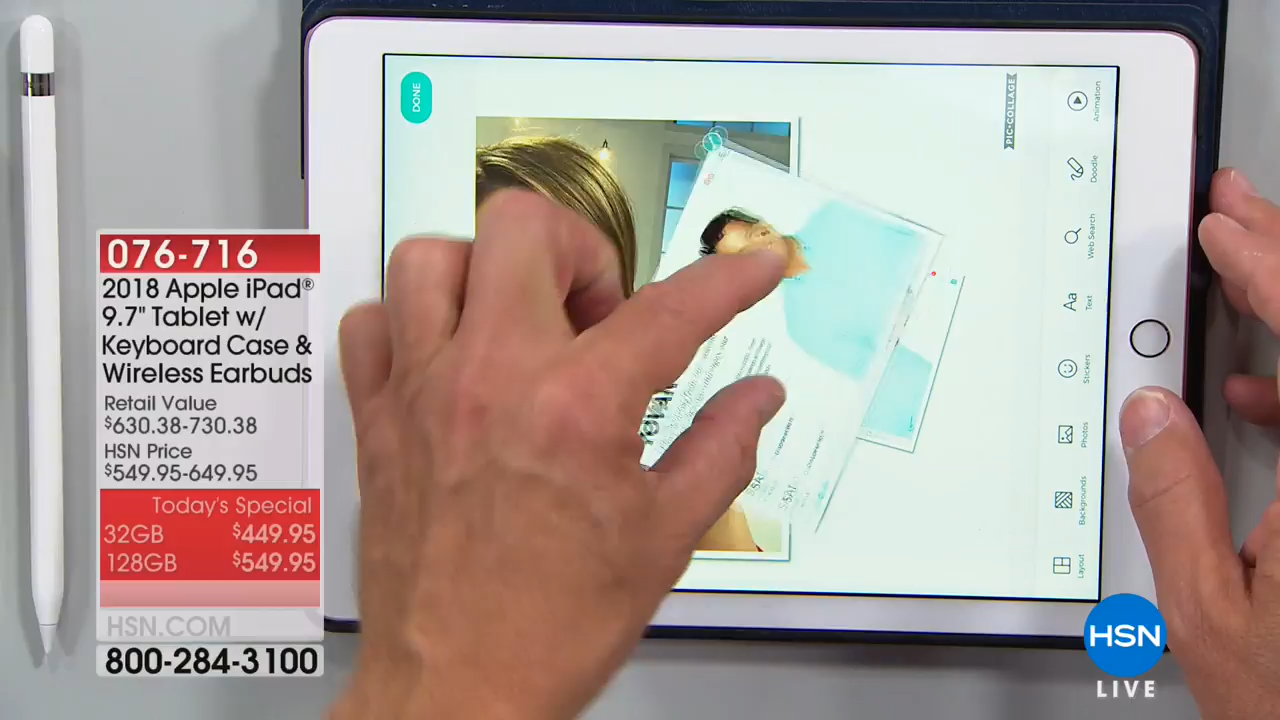 076-716
2018 Apple iPad®
9.7" Tablet w/
Keyboard Case &
Wireless Earbuds
Retail Value
$630.38-730.38
HSN Price
$549.95-649.95
Today's Special
32GB $449.95
128GB $549.95
HSN.COM
800-284-3100
DONE
PIC-COLLAGE
Animation
Doodle
Web Search
Aa
Text
Stickers
Photos
Backgrounds
Layout
HSN
LIVE